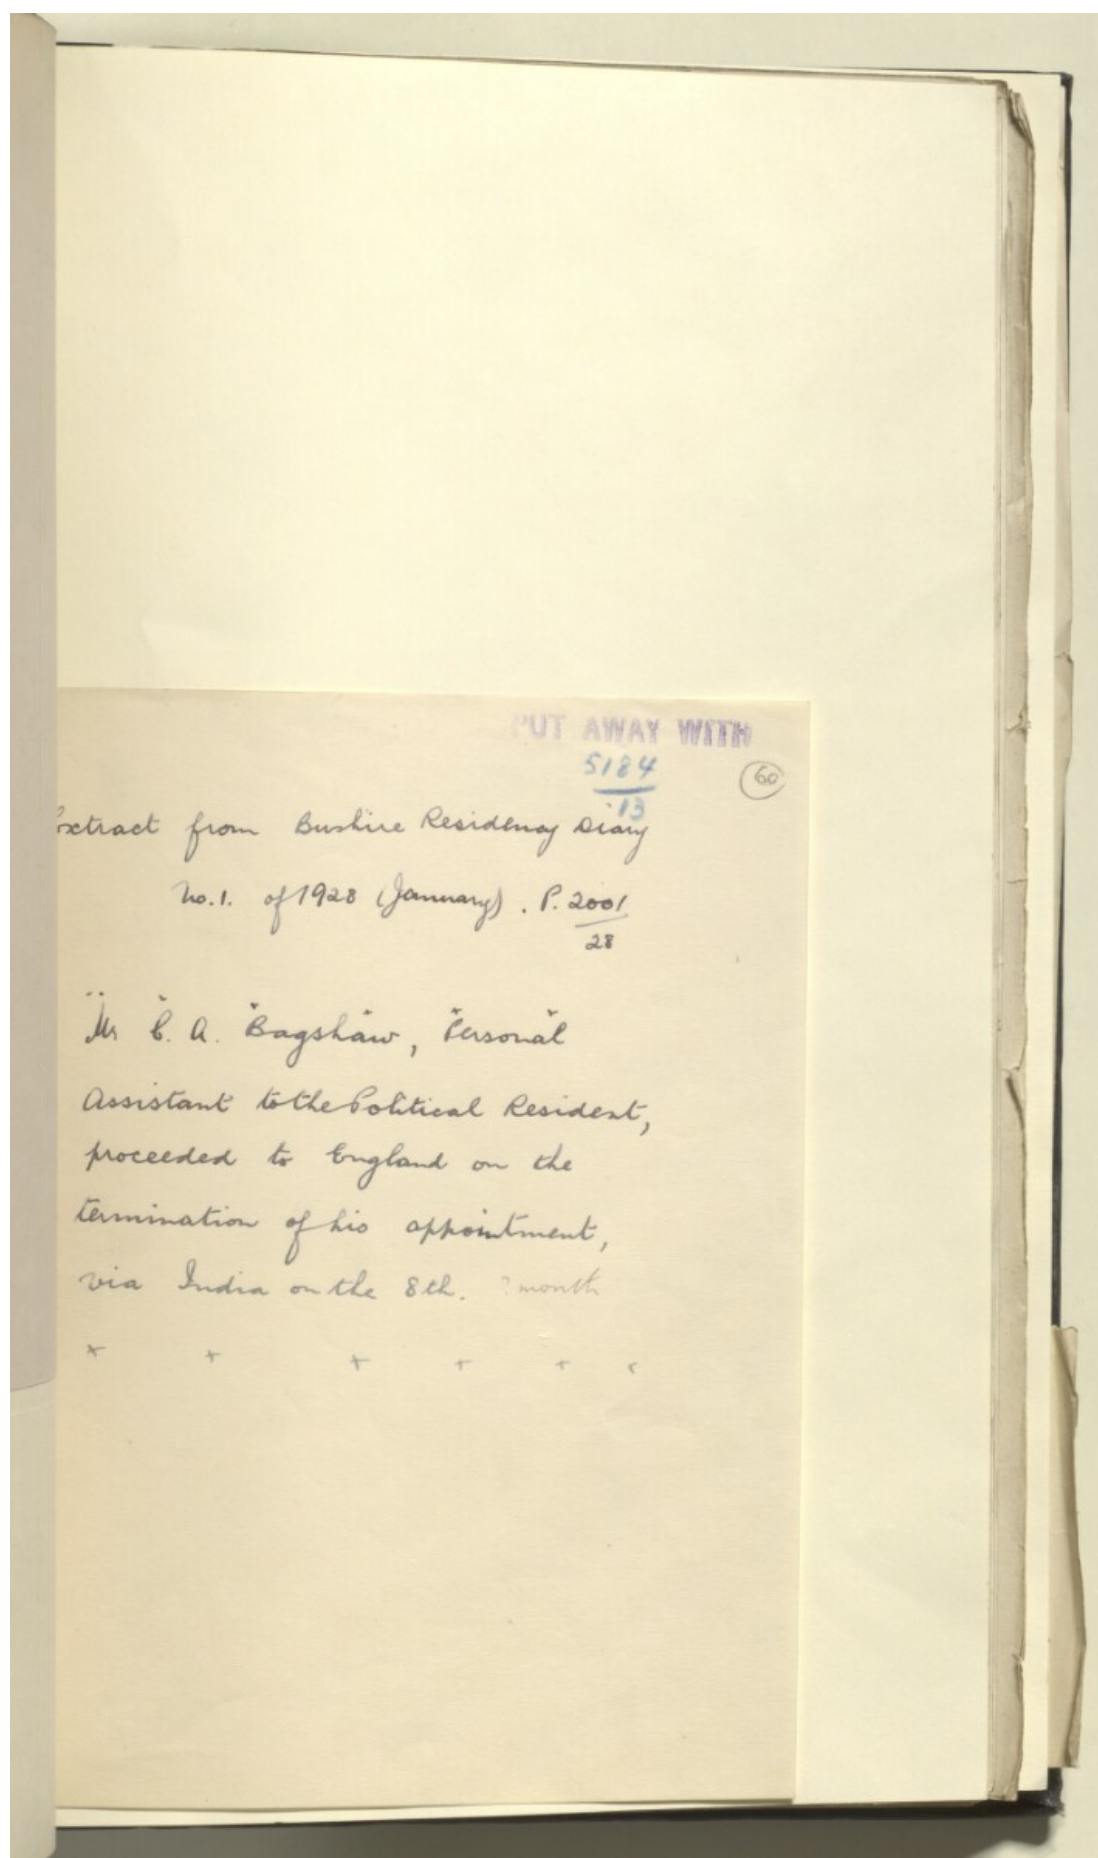 PUT AWAY WITH
5184
13
60
Extract from Bushire Residency Diary
No.1. of 1928 (January). P. 2001
28
"Mr C. A. Bagshaw, Personal
Assistant to the Political Resident,
proceeded to England on the
termination of his appointment,
via India on the 8th. ? month
x x x x x x